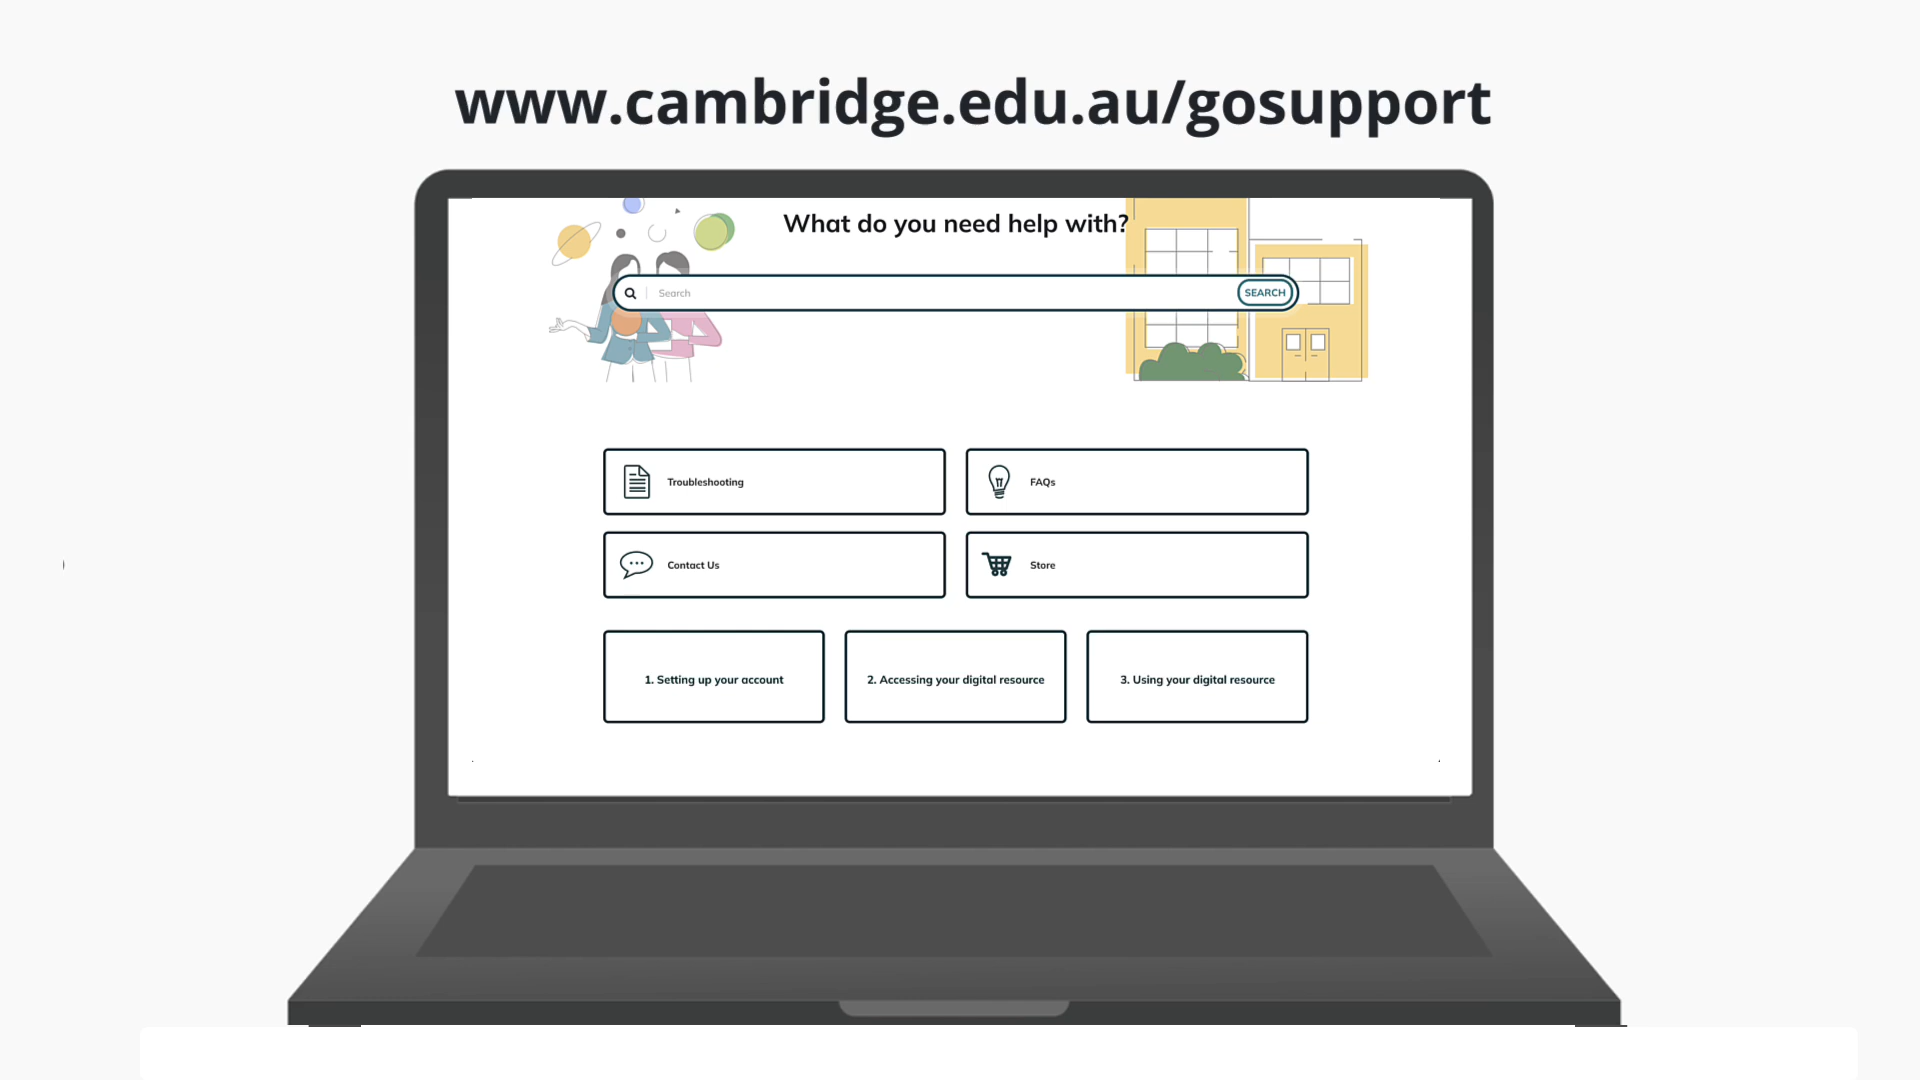 www.cambridge.edu.au/gosupport
What do you need help with?
Search
SEARCH
Troubleshooting
FAQs
Contact Us
Store
1. Setting up your account
2. Accessing your digital resource
3. Using your digital resource